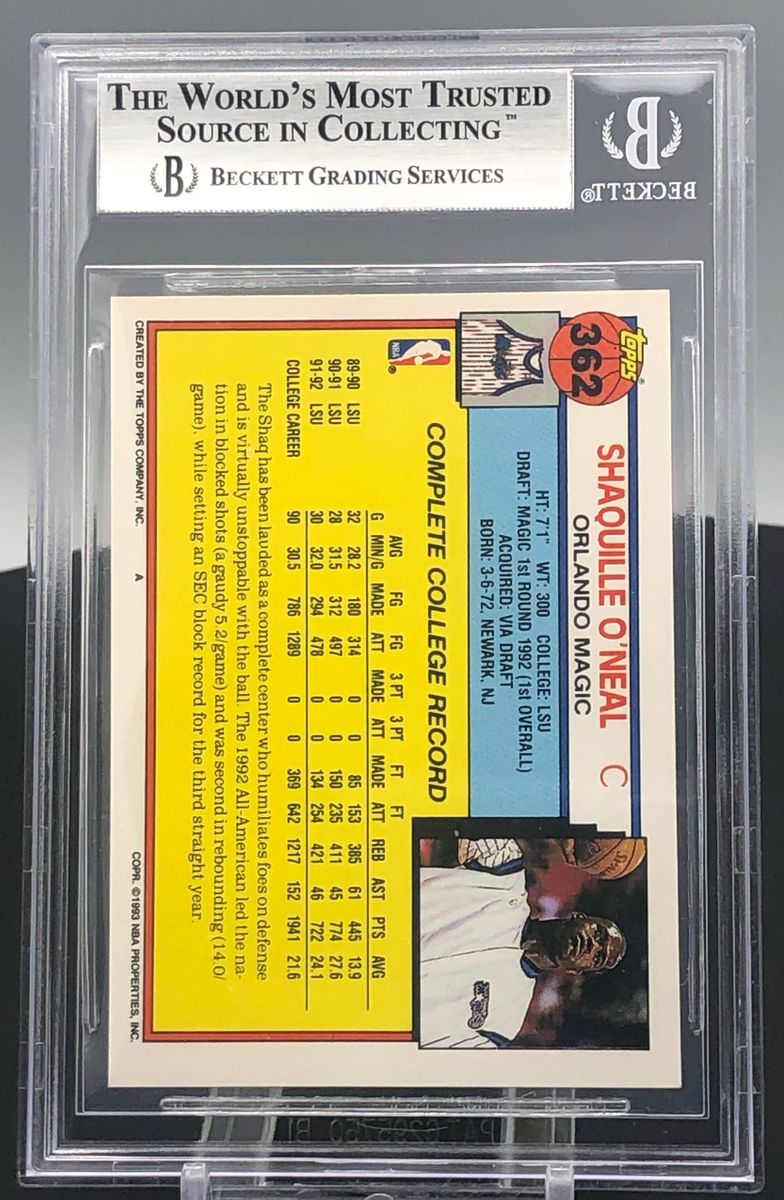 THE WORLD'S MOST TRUSTED
SOURCE IN COLLECTING™
B BECKETT GRADING SERVICES
B
BECKETT®
TOPPS®
362
SHAQUILLE O'NEAL C
ORLANDO MAGIC
HT: 7'1" WT: 300 COLLEGE: LSU
DRAFT: MAGIC 1st ROUND 1992 (1st OVERALL)
ACQUIRED: VIA DRAFT
BORN: 3-6-72, NEWARK, NJ
NBA®
COMPLETE COLLEGE RECORD
AVG FG FG 3 PT 3 PT FT FT
G MIN/G MADE ATT MADE ATT MADE ATT REB AST PTS AVG
89-90 LSU 32 28.2 180 314 0 0 85 153 385 61 445 13.9
90-91 LSU 28 31.5 312 497 0 0 150 235 411 45 774 27.6
91-92 LSU 30 32.0 294 478 0 0 134 254 421 46 722 24.1
COLLEGE CAREER 90 30.5 786 1289 0 0 369 642 1217 152 1941 21.6
The Shaq has been lauded as a complete center who humiliates foes on defense
and is virtually unstoppable with the ball. The 1992 All-American led the na-
tion in blocked shots (a gaudy 5.2/game) and was second in rebounding (14.0/
game), while setting an SEC block record for the third straight year.
CREATED BY THE TOPPS COMPANY, INC. A COPR. ©1993 NBA PROPERTIES, INC.